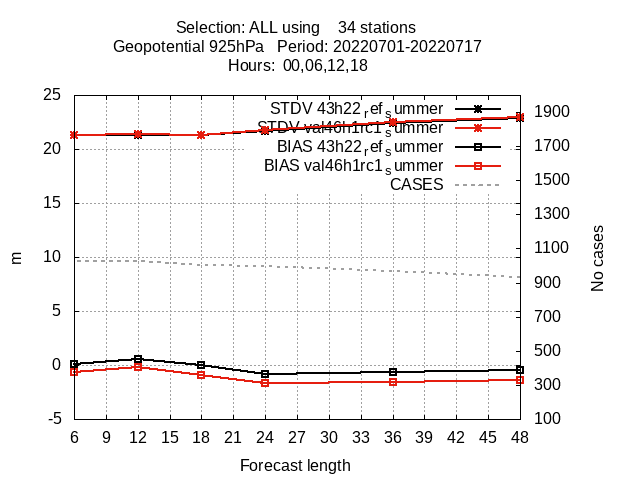 Selection: ALL using    34 stations
Geopotential 925hPa   Period: 20220701-20220717
Hours: 00,06,12,18
STDV 43h22_ref_summer
STDV val46h1rc1_summer
BIAS 43h22_ref_summer
BIAS val46h1rc1_summer
CASES
25
20
15
10
5
0
-5
m
1900
1700
1500
1300
1100
900
700
500
300
100
No cases
6 9 12 15 18 21 24 27 30 33 36 39 42 45 48
Forecast length